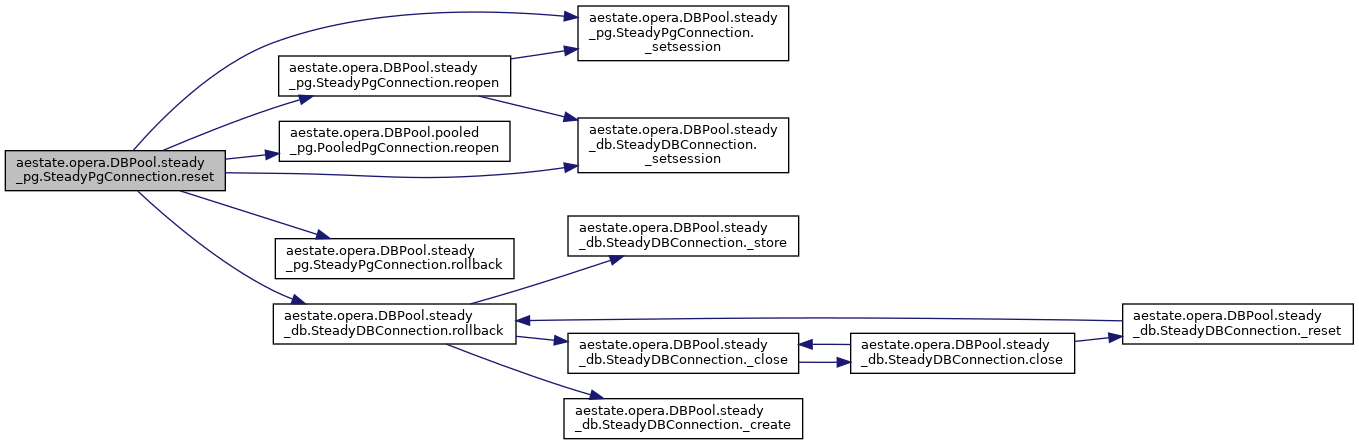 aestate.opera.DBPool.steady
_pg.SteadyPgConnection.reset
aestate.opera.DBPool.steady
_pg.SteadyPgConnection.
_setsession
aestate.opera.DBPool.steady
_pg.SteadyPgConnection.reopen
aestate.opera.DBPool.pooled
_pg.PooledPgConnection.reopen
aestate.opera.DBPool.steady
_db.SteadyDBConnection.
_setsession
aestate.opera.DBPool.steady
_pg.SteadyPgConnection.rollback
aestate.opera.DBPool.steady
_db.SteadyDBConnection.rollback
aestate.opera.DBPool.steady
_db.SteadyDBConnection._store
aestate.opera.DBPool.steady
_db.SteadyDBConnection._close
aestate.opera.DBPool.steady
_db.SteadyDBConnection.close
aestate.opera.DBPool.steady
_db.SteadyDBConnection._reset
aestate.opera.DBPool.steady
_db.SteadyDBConnection._create